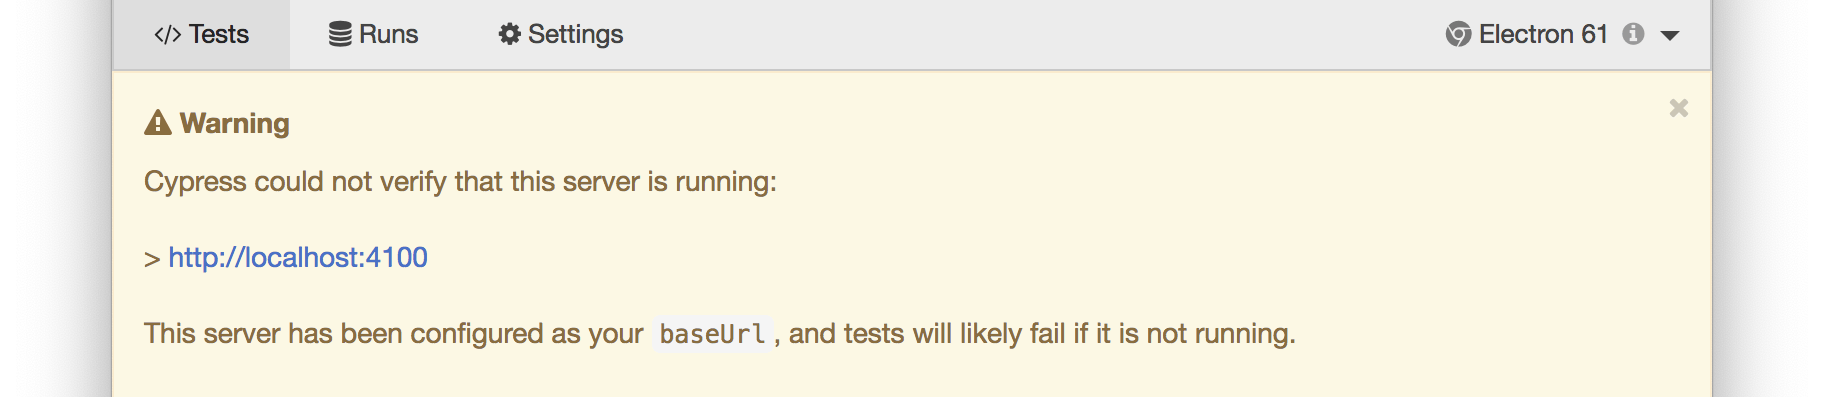 </> Tests Runs Settings Electron 61
Warning
Cypress could not verify that this server is running:
> http://localhost:4100
This server has been configured as your baseUrl, and tests will likely fail if it is not running.